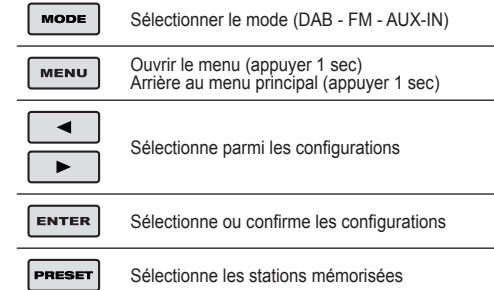 MODE
Sélectionner le mode (DAB - FM - AUX-IN)
MENU
Ouvrir le menu (appuyer 1 sec)
Arrière au menu principal (appuyer 1 sec)
Sélectionne parmi les configurations
ENTER
Sélectionne ou confirme les configurations
PRESET
Sélectionne les stations mémorisées